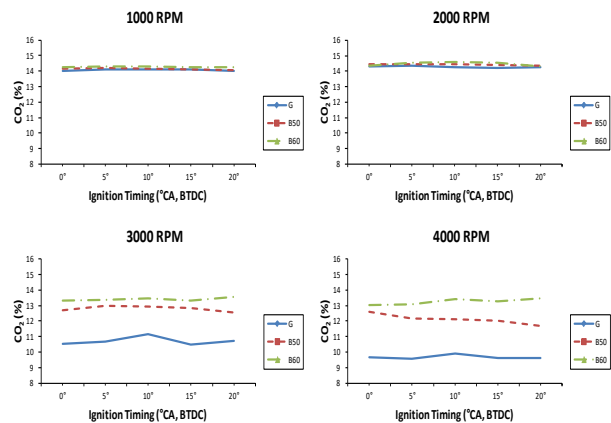 1000 RPM
16
15
14
13
12
11
10
9
8
CO₂ (%)
0° 5° 10° 15° 20°
Ignition Timing (°CA, BTDC)
G
B50
B60
2000 RPM
16
15
14
13
12
11
10
9
8
CO₂ (%)
0° 5° 10° 15° 20°
Ignition Timing (°CA, BTDC)
G
B50
B60
3000 RPM
16
15
14
13
12
11
10
9
8
CO₂ (%)
0° 5° 10° 15° 20°
Ignition Timing (°CA, BTDC)
G
B50
B60
4000 RPM
16
15
14
13
12
11
10
9
8
CO₂ (%)
0° 5° 10° 15° 20°
Ignition Timing (°CA, BTDC)
G
B50
B60